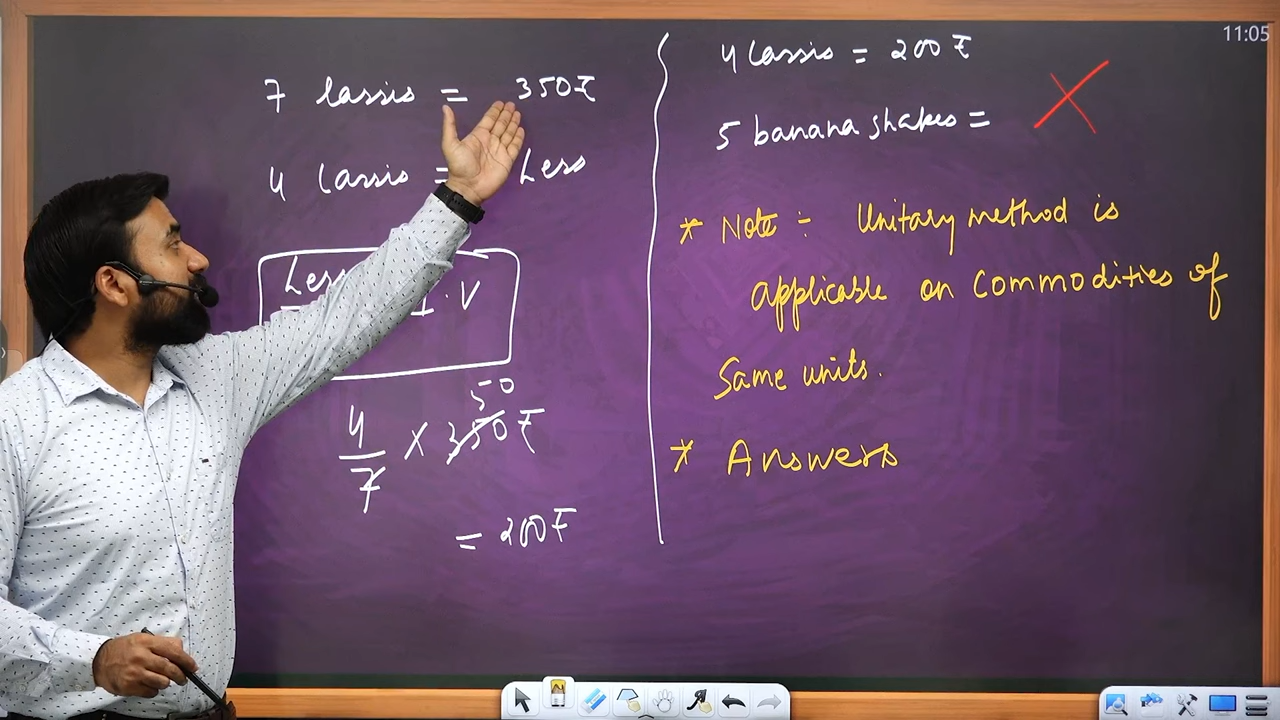 7 lassis = 350₹
4 lassis = Less
Less I.V
50
4/7 × 350₹
= 200₹
4 lassis = 200₹
5 banana shakes =
* Note :- Unitary method is
applicable on Commodities of
Same units.
* Answers
11:05